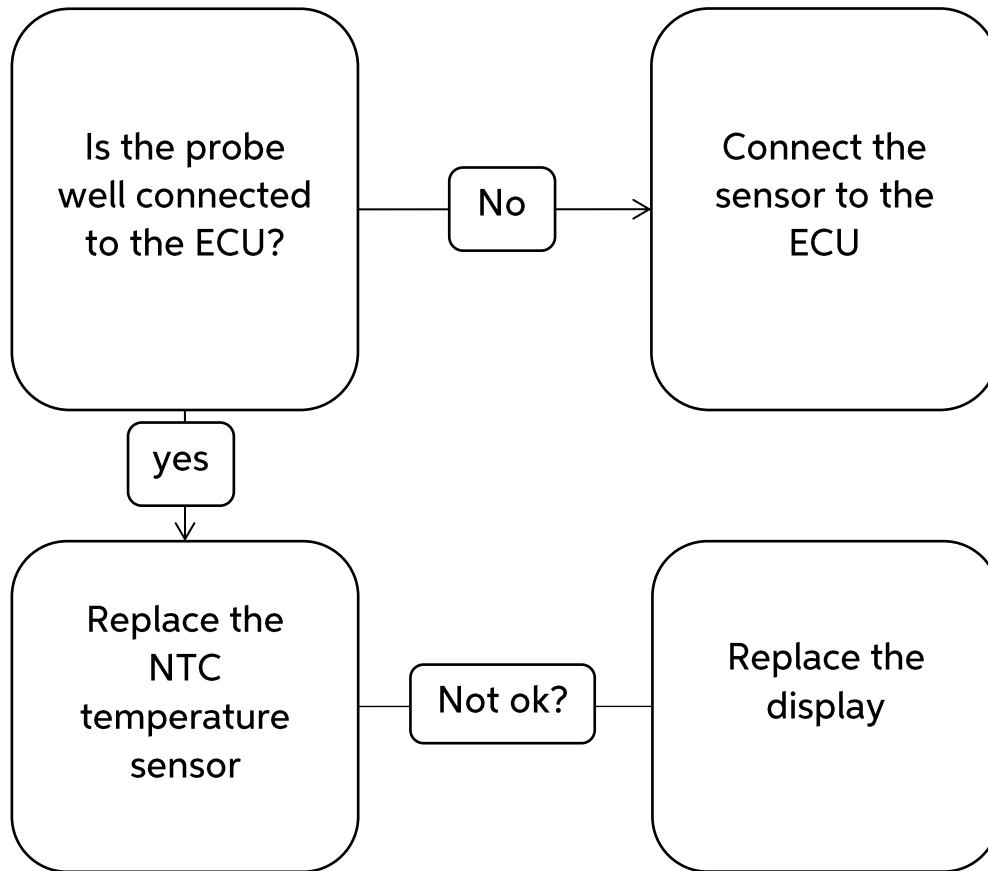 Is the probe
well connected
to the ECU?
No
Connect the
sensor to the
ECU
yes
Replace the
NTC
temperature
sensor
Not ok?
Replace the
display